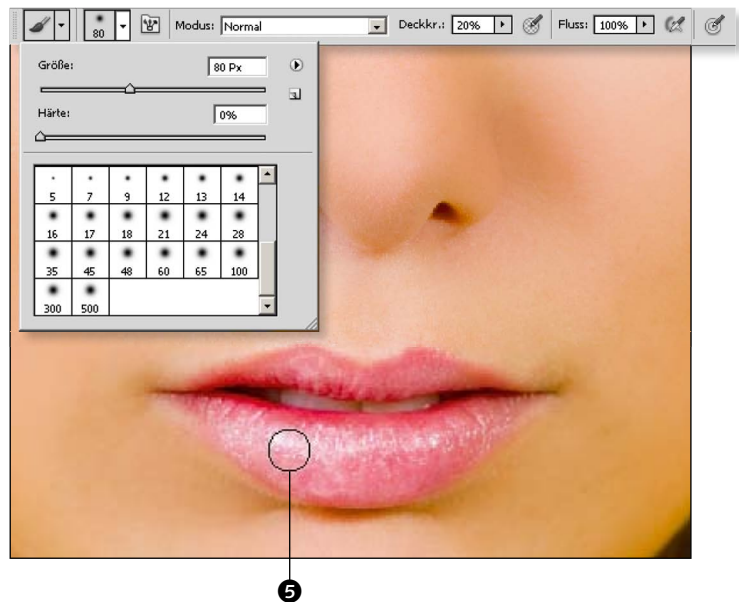 80 Modus: Normal Deckkr.: 20% Fluss: 100%
Größe: 80 Px
Härte: 0%
5 7 9 12 13 14
16 17 18 21 24 28
35 45 48 60 65 100
300 500
5